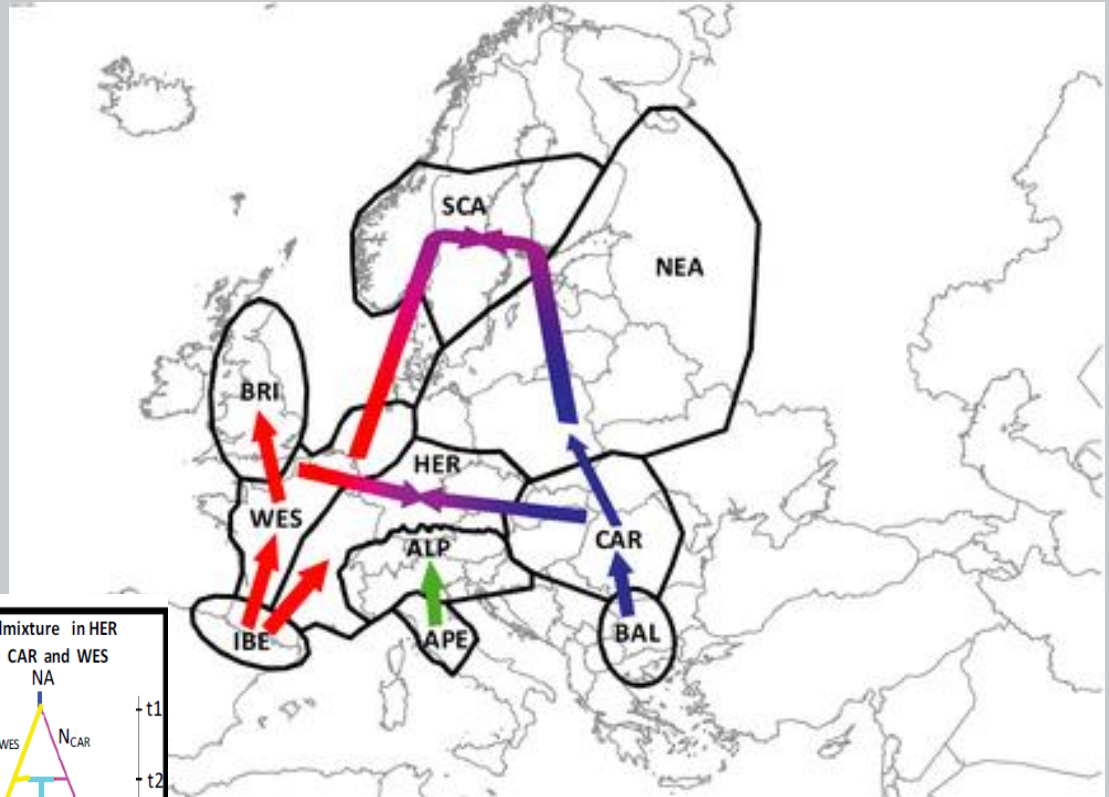 SCA
NEA
BRI
HER
WES
ALP
CAR
IBE
APE
BAL
in HER
CAR and WES
NA
t1
WES
NCAR
t2